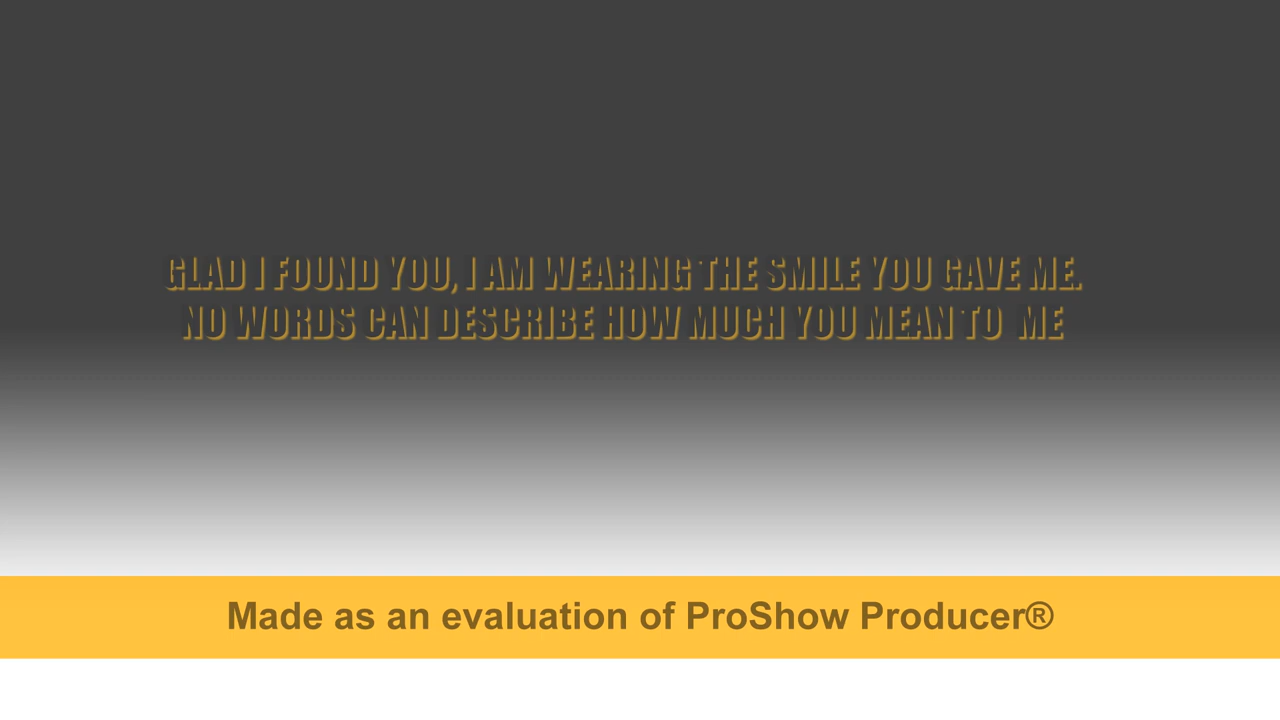 GLAD I FOUND YOU, I AM WEARING THE SMILE YOU GAVE ME.
NO WORDS CAN DESCRIBE HOW MUCH YOU MEAN TO  ME
Made as an evaluation of ProShow Producer®